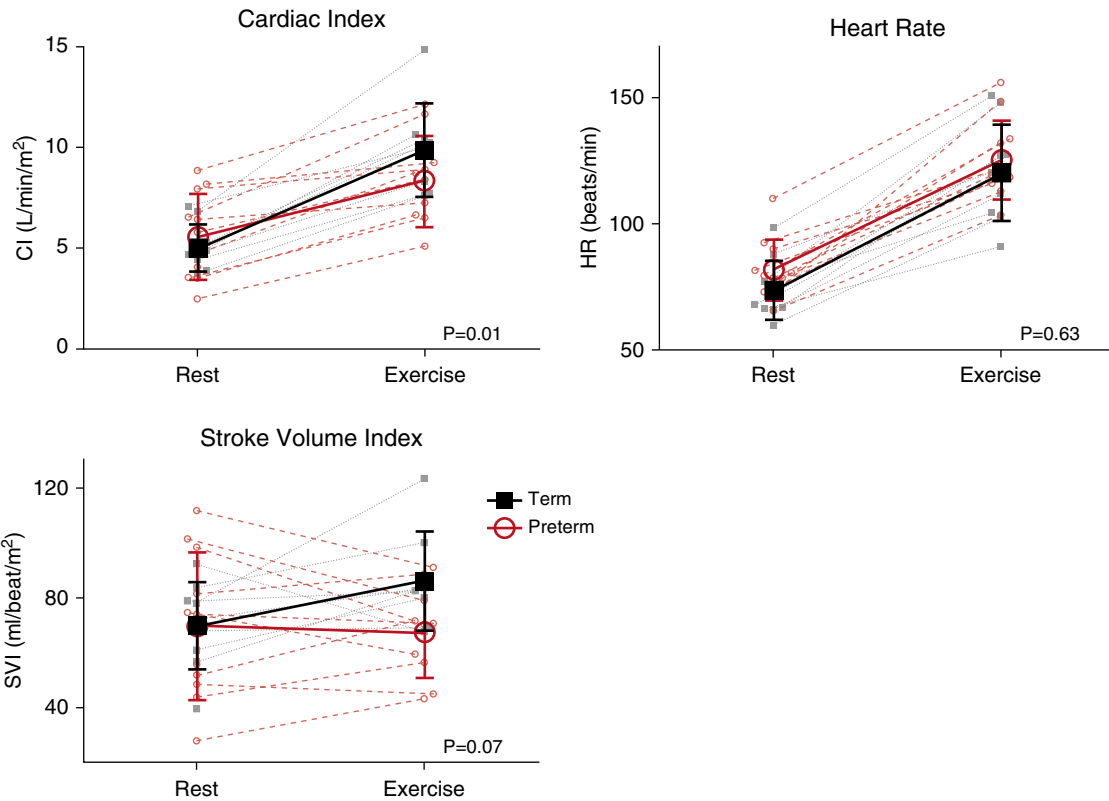 Cardiac Index
15
10
5
0
CI (L/min/m²)
Rest
Exercise
P=0.01
Heart Rate
150
100
50
HR (beats/min)
Rest
Exercise
P=0.63
Stroke Volume Index
120
80
40
SVI (ml/beat/m²)
Rest
Exercise
P=0.07
Term
Preterm